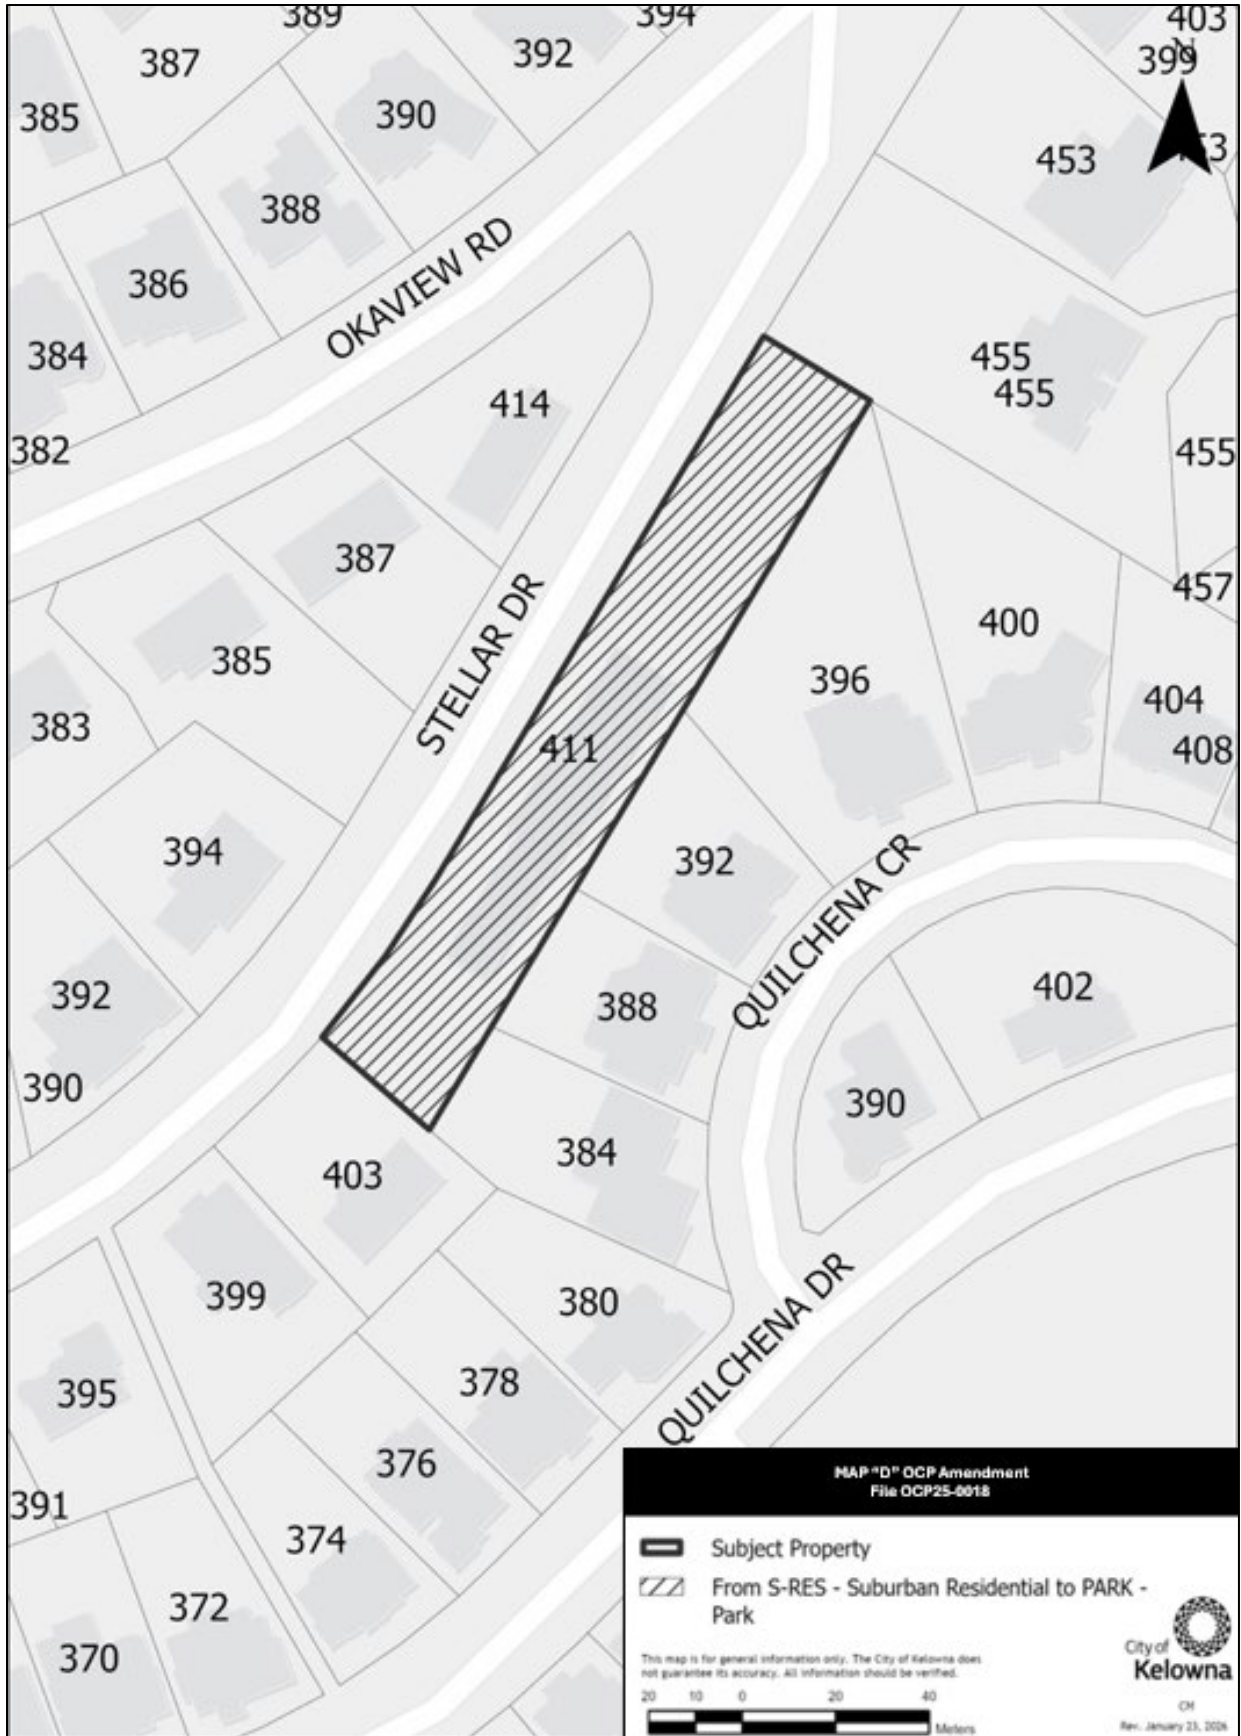 389
394
403
392
387
N
399
385
390
453
453
388
386
OKAVIEW RD
384
455
455
414
382
455
387
457
STELLAR DR
400
385
396
404
383
411
408
394
392
QUILCHENA CR
392
402
388
390
390
384
403
399
380
QUILCHENA DR
378
395
376
391
374
372
370
MAP "D" OCP Amendment
File OCP25-0018
Subject Property
From S-RES - Suburban Residential to PARK -
Park
This map is for general information only. The City of Kelowna does
not guarantee its accuracy. All information should be verified.
City of
Kelowna
20 10 0 20 40
Meters
CM
Rev. January 23, 2026